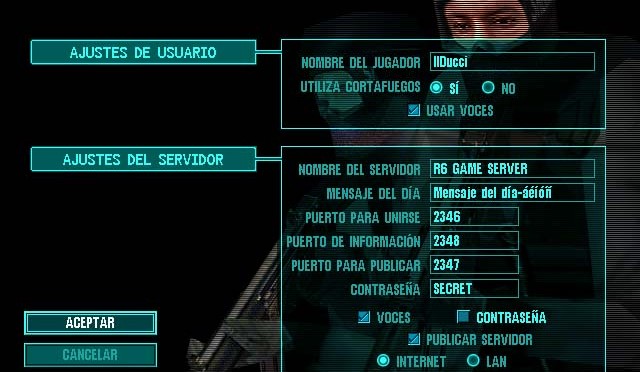 AJUSTES DE USUARIO
NOMBRE DEL JUGADOR IlDucci
UTILIZA CORTAFUEGOS SÍ NO
USAR VOCES
AJUSTES DEL SERVIDOR
NOMBRE DEL SERVIDOR R6 GAME SERVER
MENSAJE DEL DÍA Mensaje del día-áéíóñ
PUERTO PARA UNIRSE 2346
PUERTO DE INFORMACIÓN 2348
PUERTO PARA PUBLICAR 2347
CONTRASEÑA SECRET
VOCES CONTRASEÑA
PUBLICAR SERVIDOR
INTERNET LAN
ACEPTAR
CANCELAR